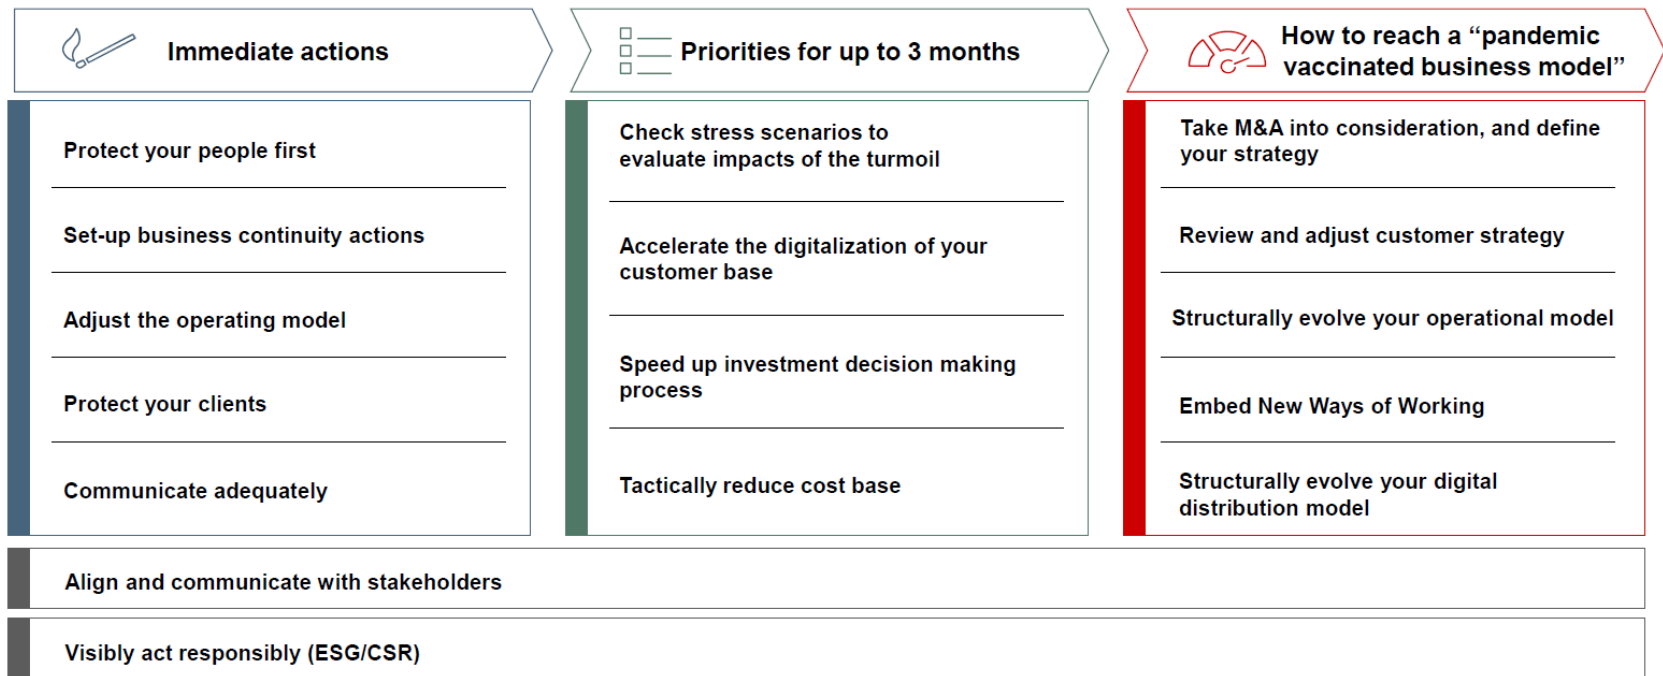 Immediate actions
Priorities for up to 3 months
How to reach a “pandemic
vaccinated business model”
Protect your people first
Set-up business continuity actions
Adjust the operating model
Protect your clients
Communicate adequately
Check stress scenarios to
evaluate impacts of the turmoil
Accelerate the digitalization of your
customer base
Speed up investment decision making
process
Tactically reduce cost base
Take M&A into consideration, and define
your strategy
Review and adjust customer strategy
Structurally evolve your operational model
Embed New Ways of Working
Structurally evolve your digital
distribution model
Align and communicate with stakeholders
Visibly act responsibly (ESG/CSR)